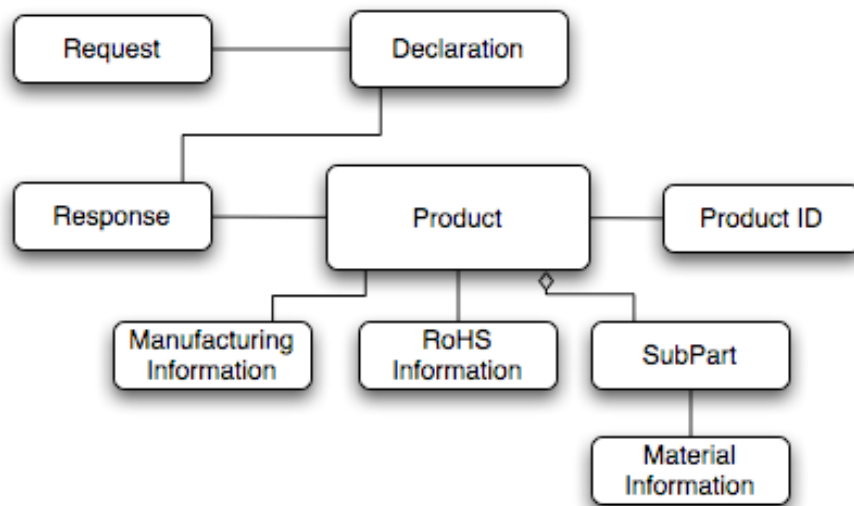 Request
Declaration
Response
Product
Product ID
Manufacturing
Information
RoHS
Information
SubPart
Material
Information